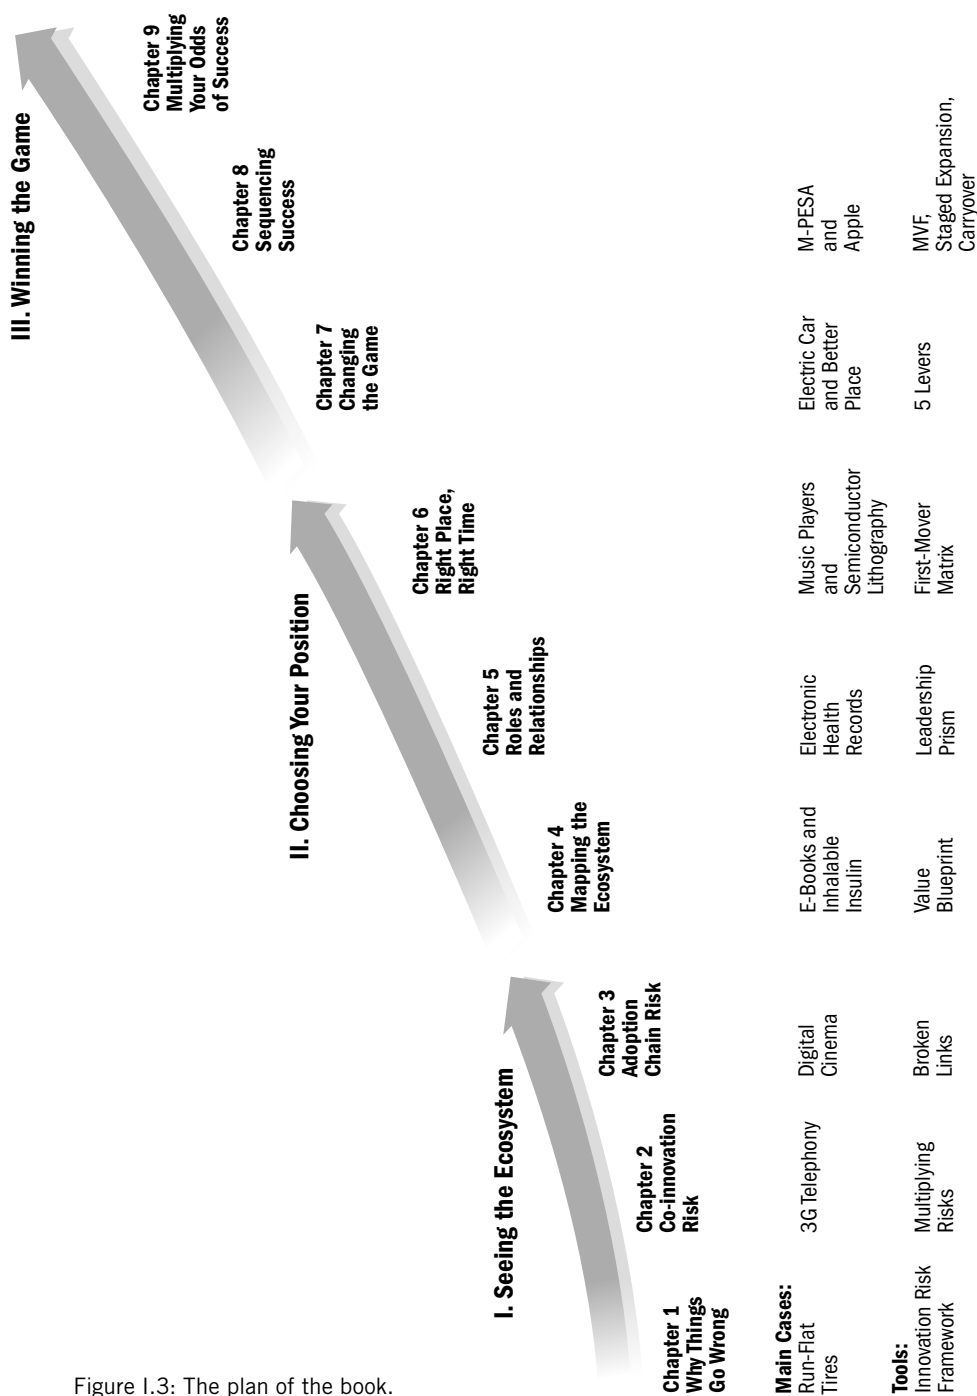 I. Seeing the Ecosystem
Chapter 1
Why Things
Go Wrong
Chapter 2
Co-innovation
Risk
Chapter 3
Adoption
Chain Risk
II. Choosing Your Position
Chapter 4
Mapping the
Ecosystem
Chapter 5
Roles and
Relationships
Chapter 6
Right Place,
Right Time
III. Winning the Game
Chapter 7
Changing
the Game
Chapter 8
Sequencing
Success
Chapter 9
Multiplying
Your Odds
of Success
Main Cases:
Run-Flat
Tires
3G Telephony
Digital
Cinema
E-Books and
Inhalable
Insulin
Electronic
Health
Records
Music Players
and
Semiconductor
Lithography
Electric Car
and Better
Place
M-PESA
and
Apple
Tools:
Innovation Risk
Framework
Multiplying
Risks
Broken
Links
Value
Blueprint
Leadership
Prism
First-Mover
Matrix
5 Levers
MVF,
Staged Expansion,
Carryover
Figure I.3: The plan of the book.